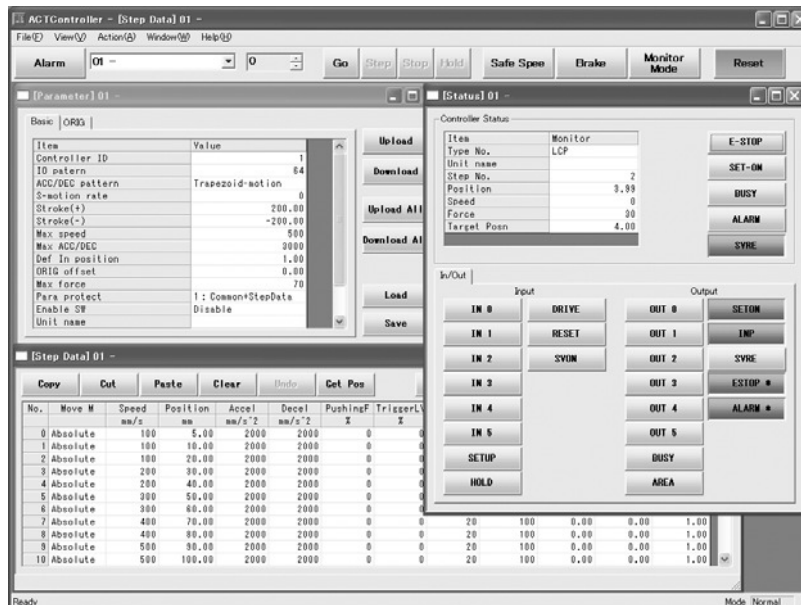 ACTController - [Step Data] 01 -
File(F) View(V) Action(A) Window(W) Help(H)
Alarm 01 - 0 Go Step Stop Hold Safe Spee Brake Monitor Mode Reset
[Parameter] 01 -
Basic ORIG
Item Value
Controller ID 1
IO patern 64
ACC/DEC pattern Trapezoid-motion
S-motion rate 0
Stroke(+) 200.00
Stroke(-) -200.00
Max speed 500
Max ACC/DEC 3000
Def In position 1.00
ORIG offset 0.00
Max force 70
Para protect 1: Common+StepData
Enable SW Disable
Unit name
Upload
Download
Upload All
Download Al
Load
Save
[Status] 01 -
Controller Status
Item Monitor
Type No. LCP
Unit name
Step No. 2
Position 3.99
Speed 0
Force 30
Target Posn 4.00
E-STOP
SET-ON
BUSY
ALARM
SVRE
In/Out
Input Output
IN 0 DRIVE OUT 0 SETON
IN 1 RESET OUT 1 INP
IN 2 SVON OUT 2 SVRE
IN 3 OUT 3 ESTOP *
IN 4 OUT 4 ALARM *
IN 5 OUT 5
SETUP BUSY
HOLD AREA
[Step Data] 01 -
Copy Cut Paste Clear Undo Get Pos
No. Move M Speed Position Accel Decel PushingF TriggerLV
mm/s mm mm/s^2 mm/s^2 % %
0 Absolute 100 5.00 2000 2000 0 0
1 Absolute 100 10.00 2000 2000 0 0
2 Absolute 100 20.00 2000 2000 0 0
3 Absolute 200 30.00 2000 2000 0 0
4 Absolute 200 40.00 2000 2000 0 0
5 Absolute 300 50.00 2000 2000 0 0
6 Absolute 300 60.00 2000 2000 0 0
7 Absolute 400 70.00 2000 2000 0 0 20 100 0.00 0.00 1.00
8 Absolute 400 80.00 2000 2000 0 0 20 100 0.00 0.00 1.00
9 Absolute 500 90.00 2000 2000 0 0 20 100 0.00 0.00 1.00
10 Absolute 500 100.00 2000 2000 0 0 20 100 0.00 0.00 1.00
Ready Mode Normal